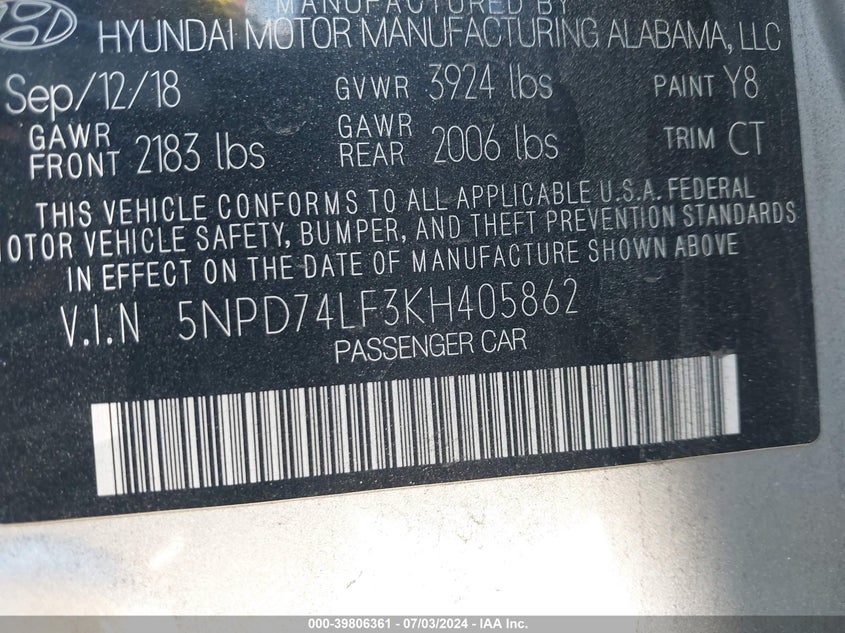 MANUFACTURED BY
HYUNDAI MOTOR MANUFACTURING ALABAMA, LLC
Sep/12/18 GVWR 3924 lbs PAINT Y8
GAWR FRONT 2183 lbs GAWR REAR 2006 lbs TRIM CT
THIS VEHICLE CONFORMS TO ALL APPLICABLE U.S.A. FEDERAL
MOTOR VEHICLE SAFETY, BUMPER, AND THEFT PREVENTION STANDARDS
IN EFFECT ON THE DATE OF MANUFACTURE SHOWN ABOVE
V.I.N 5NPD74LF3KH405862
PASSENGER CAR
000-39806361 | 07/03/2024 | IAA Inc.